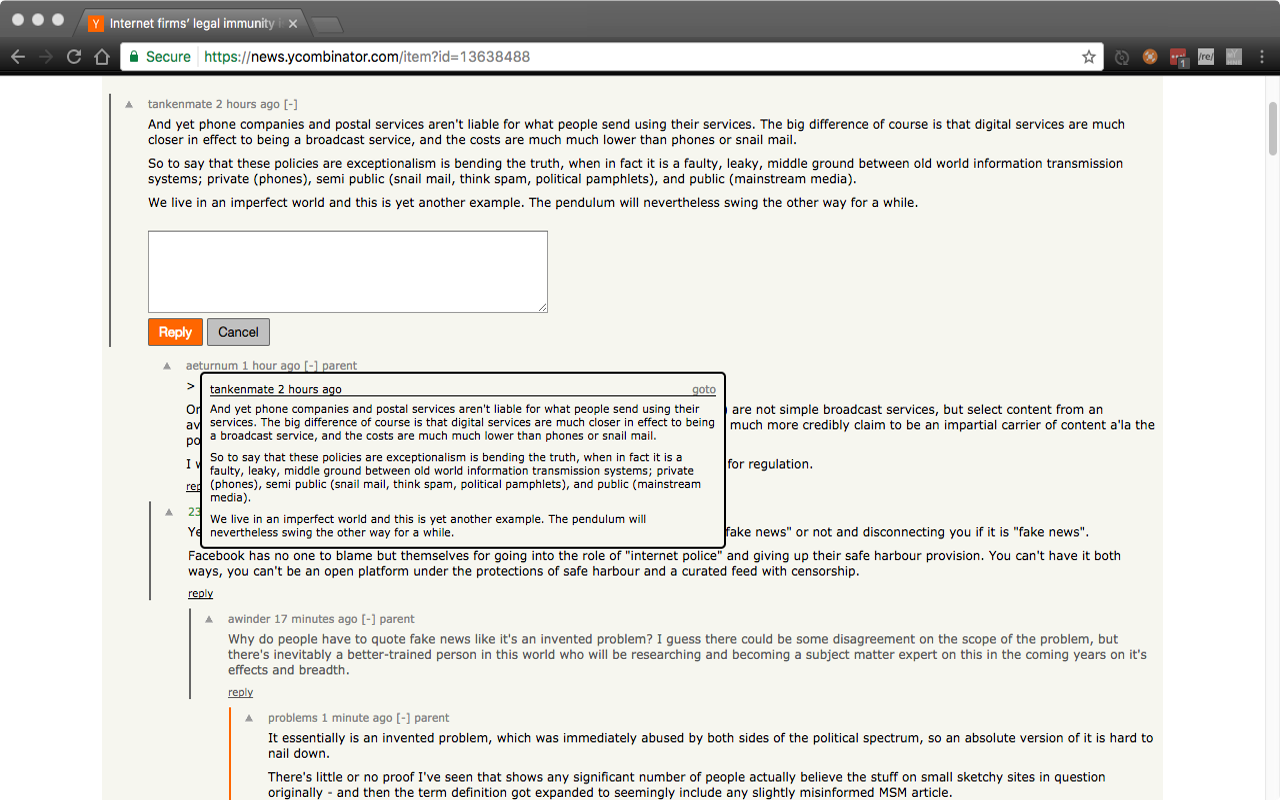 Internet firms' legal immunity
Secure https://news.ycombinator.com/item?id=13638488
1
/re/
tankenmate 2 hours ago [-]
And yet phone companies and postal services aren't liable for what people send using their services. The big difference of course is that digital services are much
closer in effect to being a broadcast service, and the costs are much much lower than phones or snail mail.
So to say that these policies are exceptionalism is bending the truth, when in fact it is a faulty, leaky, middle ground between old world information transmission
systems; private (phones), semi public (snail mail, think spam, political pamphlets), and public (mainstream media).
We live in an imperfect world and this is yet another example. The pendulum will nevertheless swing the other way for a while.
Reply Cancel
aeturnum 1 hour ago [-] parent
>
tankenmate 2 hours ago goto
And yet phone companies and postal services aren't liable for what people send using their
services. The big difference of course is that digital services are much closer in effect to being
a broadcast service, and the costs are much much lower than phones or snail mail.
So to say that these policies are exceptionalism is bending the truth, when in fact it is a
faulty, leaky, middle ground between old world information transmission systems; private
(phones), semi public (snail mail, think spam, political pamphlets), and public (mainstream
media).
We live in an imperfect world and this is yet another example. The pendulum will
nevertheless swing the other way for a while.
are not simple broadcast services, but select content from an
much more credibly claim to be an impartial carrier of content a'la the
po
I
for regulation.
23
fake news" or not and disconnecting you if it is "fake news".
Facebook has no one to blame but themselves for going into the role of "internet police" and giving up their safe harbour provision. You can't have it both
ways, you can't be an open platform under the protections of safe harbour and a curated feed with censorship.
reply
awinder 17 minutes ago [-] parent
Why do people have to quote fake news like it's an invented problem? I guess there could be some disagreement on the scope of the problem, but
there's inevitably a better-trained person in this world who will be researching and becoming a subject matter expert on this in the coming years on it's
effects and breadth.
reply
problems 1 minute ago [-] parent
It essentially is an invented problem, which was immediately abused by both sides of the political spectrum, so an absolute version of it is hard to
nail down.
There's little or no proof I've seen that shows any significant number of people actually believe the stuff on small sketchy sites in question
originally - and then the term definition got expanded to seemingly include any slightly misinformed MSM article.